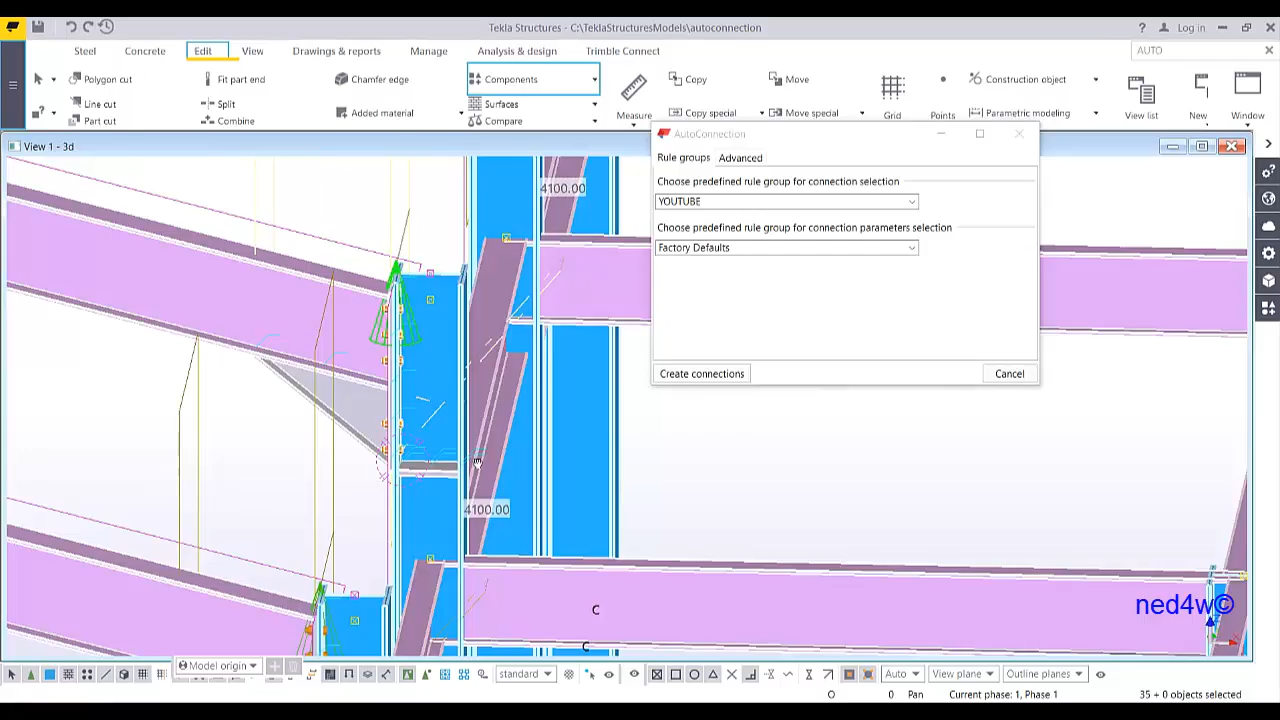 Tekla Structures - C:\TeklaStructuresModels\autoconnection
? Log in
Steel Concrete Edit View Drawings & reports Manage Analysis & design Trimble Connect
AUTO
Polygon cut Fit part end Chamfer edge Components Copy Move Construction object
Line cut Split Surfaces
Part cut Combine Added material Compare Measure Copy special Move special Grid Points Parametric modeling View list New Window
View 1 - 3d
AutoConnection
Rule groups Advanced
Choose predefined rule group for connection selection
YOUTUBE
Choose predefined rule group for connection parameters selection
Factory Defaults
Create connections Cancel
4100.00
4100.00
C
C
ned4w©
Model origin
standard Auto View plane Outline planes
O 0 Pan Current phase: 1, Phase 1 35 + 0 objects selected